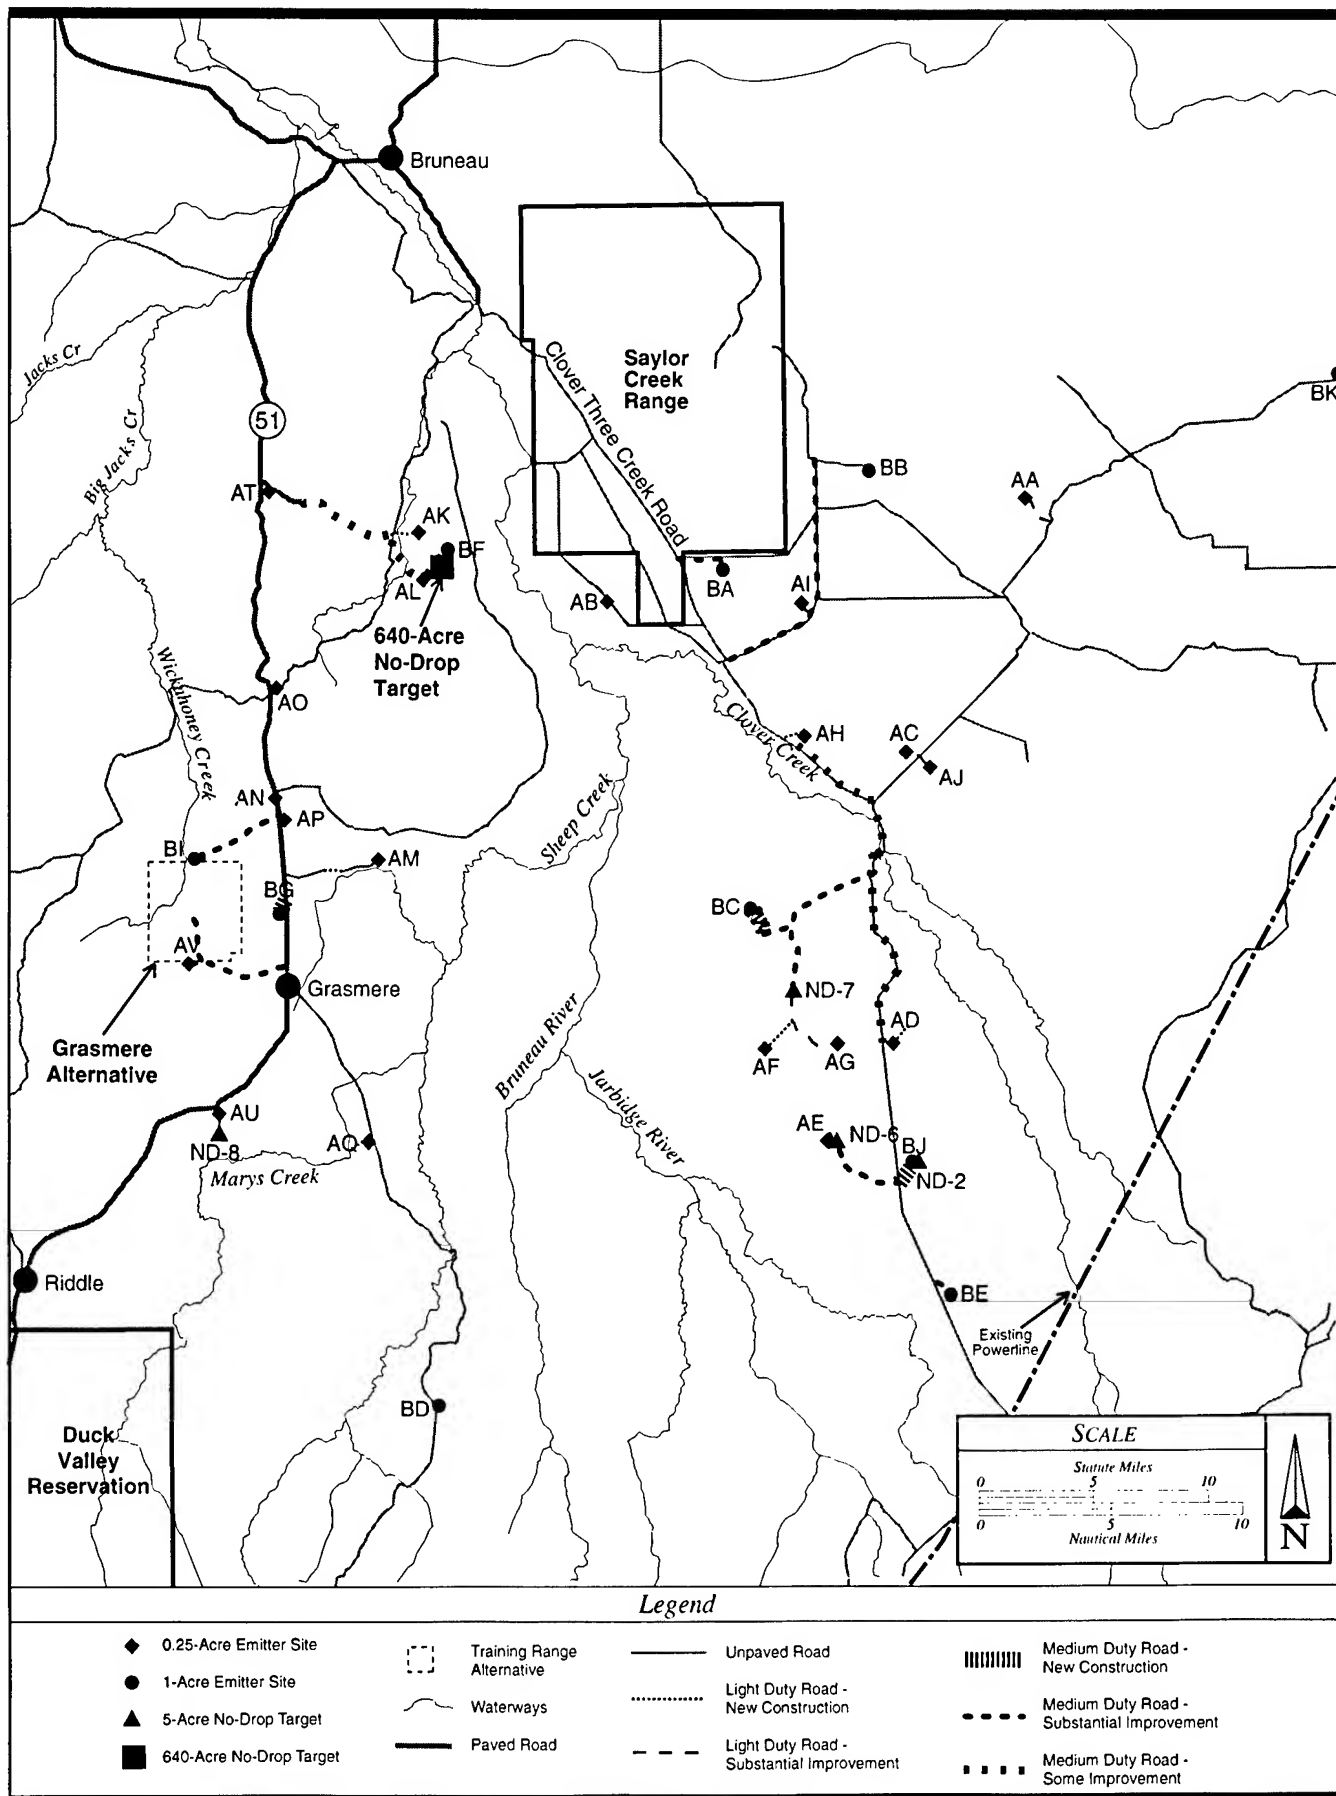 Bruneau
Jacks Cr
Big Jacks Cr
51
Clover Three Creek Road
Saylor
Creek
Range
BK
BB
AA
AT
AK
BF
AL
AB
BA
AI
640-Acre
No-Drop
Target
Wickahoney Creek
AO
Clover Creek
AH
AC
AJ
AN
AP
Sheep Creek
BI
AM
BG
BC
AV
Grasmere
ND-7
Grasmere
Alternative
Bruneau River
AD
AF
AG
Jarbidge River
AU
ND-8
AQ
AE
ND-6
BJ
ND-2
Marys Creek
Riddle
BE
Existing
Powerline
BD
Duck
Valley
Reservation
SCALE
Statute Miles
0 5 10
0 5 10
Nautical Miles
N
Legend
0.25-Acre Emitter Site
1-Acre Emitter Site
5-Acre No-Drop Target
640-Acre No-Drop Target
Training Range
Alternative
Waterways
Paved Road
Unpaved Road
Light Duty Road -
New Construction
Light Duty Road -
Substantial Improvement
Medium Duty Road -
New Construction
Medium Duty Road -
Substantial Improvement
Medium Duty Road -
Some Improvement